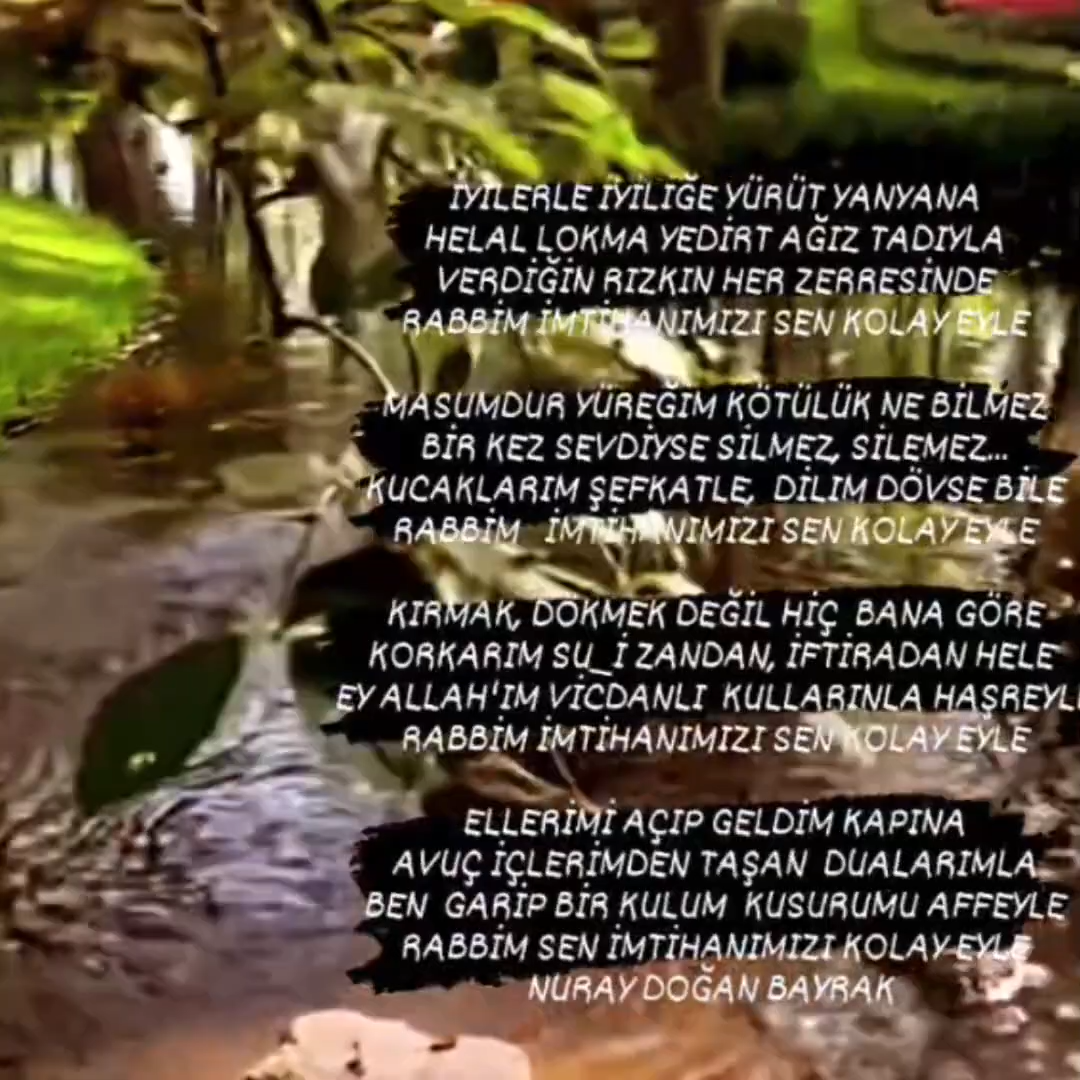 İYİLERLE İYİLİĞE YÜRÜT YANYANA
HELAL LOKMA YEDİRT AĞIZ TADIYLA
VERDİĞİN RIZKIN HER ZERRESİNDE
RABBİM İMTİHANIMIZI SEN KOLAY EYLE
MASUMDUR YÜREĞİM KÖTÜLÜK NE BİLMEZ
BİR KEZ SEVDİYSE SİLMEZ, SİLEMEZ...
KUCAKLARIM ŞEFKATLE, DİLİM DÖVSE BİLE
RABBİM İMTİHANIMIZI SEN KOLAY EYLE
KIRMAK, DÖKMEK DEĞİL HİÇ BANA GÖRE
KORKARIM SU_İ ZANDAN, İFTİRADAN HELE
EY ALLAH'IM VİCDANLI KULLARINLA HAŞREYLE
RABBİM İMTİHANIMIZI SEN KOLAY EYLE
ELLERİMİ AÇIP GELDİM KAPINA
AVUÇ İÇLERİMDEN TAŞAN DUALARIMLA
BEN GARİP BİR KULUM KUSURUMU AFFEYLE
RABBİM SEN İMTİHANIMIZI KOLAY EYLE
NURAY DOĞAN BAYRAK